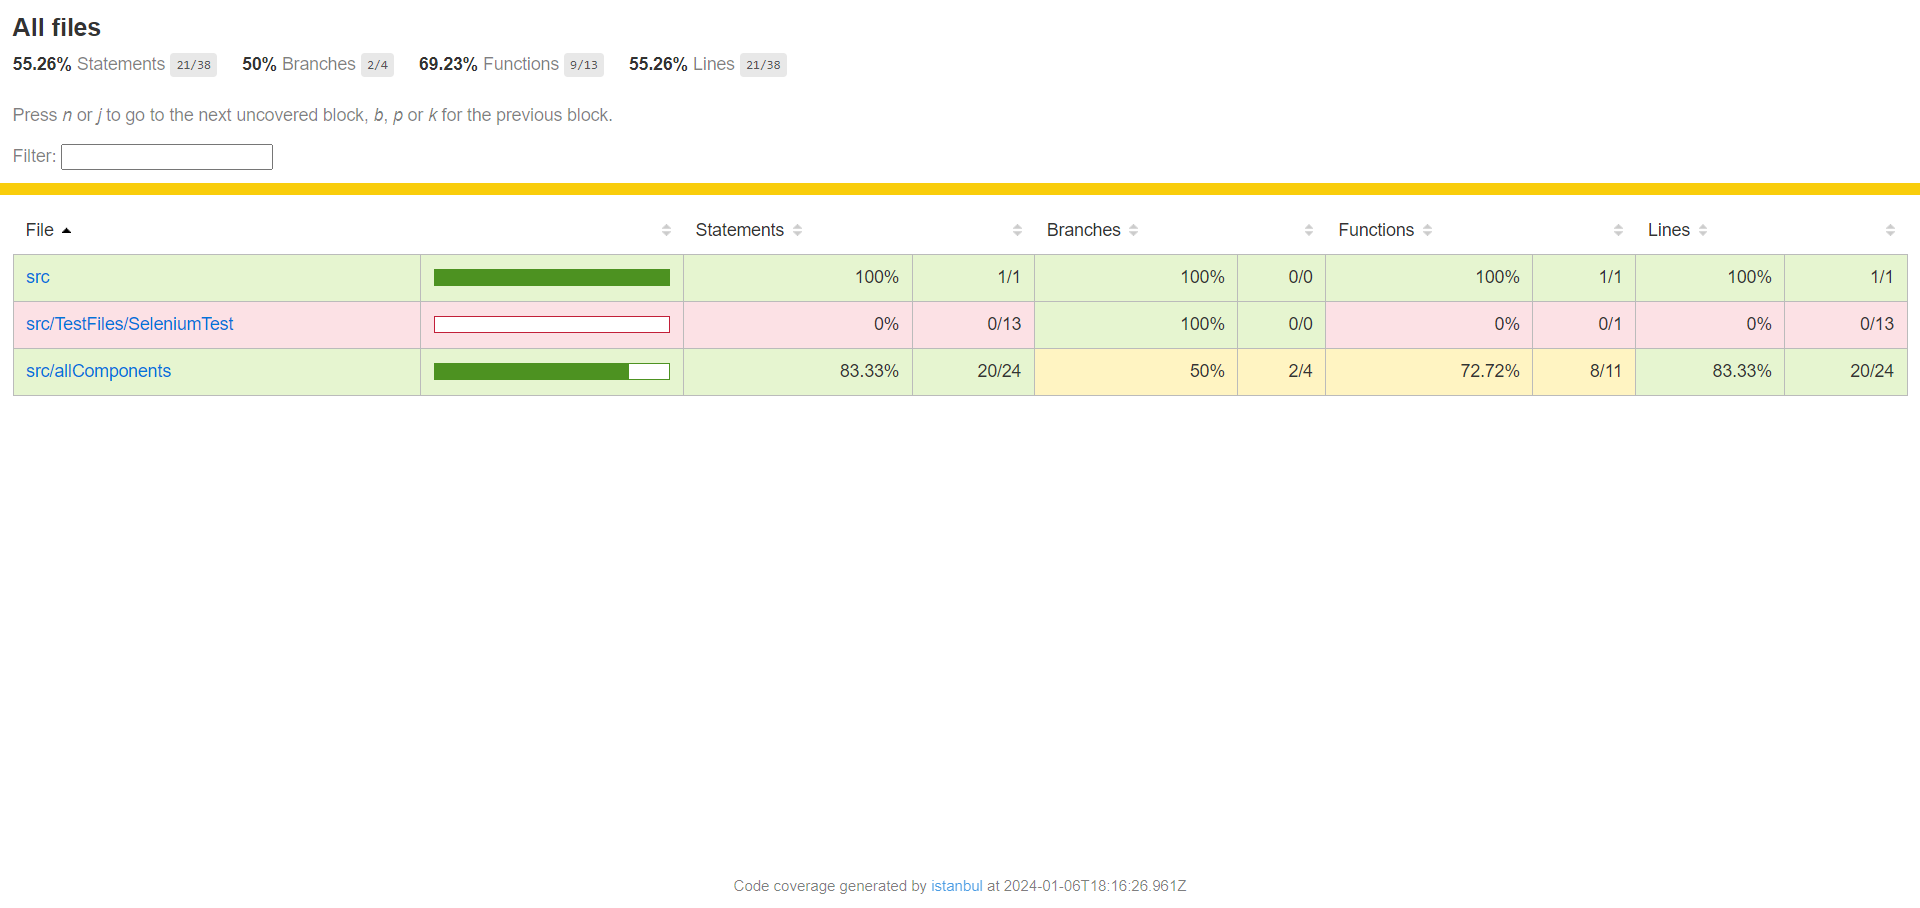 All files
55.26% Statements 21/38 50% Branches 2/4 69.23% Functions 9/13 55.26% Lines 21/38
Press n or j to go to the next uncovered block, b, p or k for the previous block.
Filter:
File Statements Branches Functions Lines
src 100% 1/1 100% 0/0 100% 1/1 100% 1/1
src/TestFiles/SeleniumTest 0% 0/13 100% 0/0 0% 0/1 0% 0/13
src/allComponents 83.33% 20/24 50% 2/4 72.72% 8/11 83.33% 20/24
Code coverage generated by istanbul at 2024-01-06T18:16:26.961Z